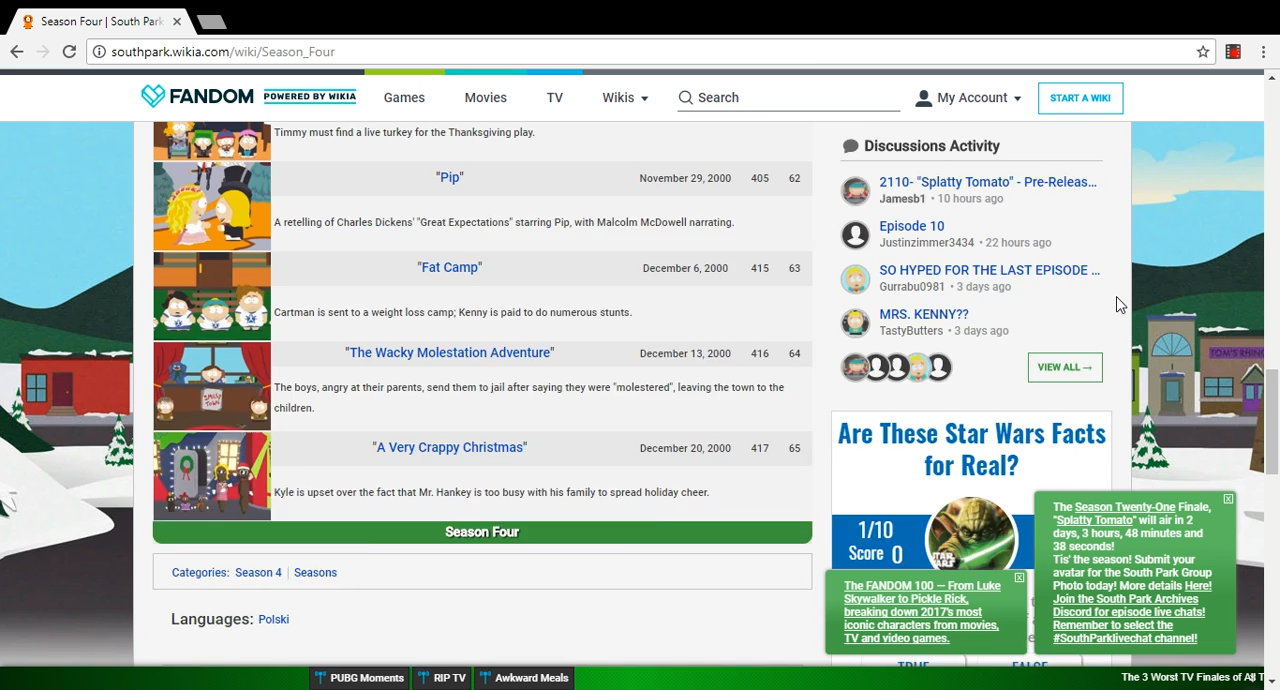 Season Four | South Park
southpark.wikia.com/wiki/Season_Four
FANDOM POWERED BY WIKIA Games Movies TV Wikis Search My Account START A WIKI
Timmy must find a live turkey for the Thanksgiving play.
"Pip" November 29, 2000 405 62
A retelling of Charles Dickens' "Great Expectations" starring Pip, with Malcolm McDowell narrating.
"Fat Camp" December 6, 2000 415 63
Cartman is sent to a weight loss camp; Kenny is paid to do numerous stunts.
"The Wacky Molestation Adventure" December 13, 2000 416 64
The boys, angry at their parents, send them to jail after saying they were "molested", leaving the town to the
children.
"A Very Crappy Christmas" December 20, 2000 417 65
Kyle is upset over the fact that Mr. Hankey is too busy with his family to spread holiday cheer.
Season Four
Categories: Season 4 | Seasons
Languages: Polski
Discussions Activity
2110- "Splatty Tomato" - Pre-Releas...
Jamesb1 • 10 hours ago
Episode 10
Justinzimmer3434 • 22 hours ago
SO HYPED FOR THE LAST EPISODE ...
Gurrabu0981 • 3 days ago
MRS. KENNY??
TastyButters • 3 days ago
VIEW ALL →
Are These Star Wars Facts
for Real?
1/10
Score 0
STAR WARS
TRUE FALSE
The FANDOM 100 — From Luke
Skywalker to Pickle Rick,
breaking down 2017's most
iconic characters from movies,
TV and video games.
The Season Twenty-One Finale,
"Splatty Tomato" will air in 2
days, 3 hours, 48 minutes and
38 seconds!
Tis' the season! Submit your
avatar for the South Park Group
Photo today! More details Here!
Join the South Park Archives
Discord for episode live chats!
Remember to select the
#SouthParklivechat channel!
TOM'S RHINO
PUBG Moments RIP TV Awkward Meals The 3 Worst TV Finales of All T